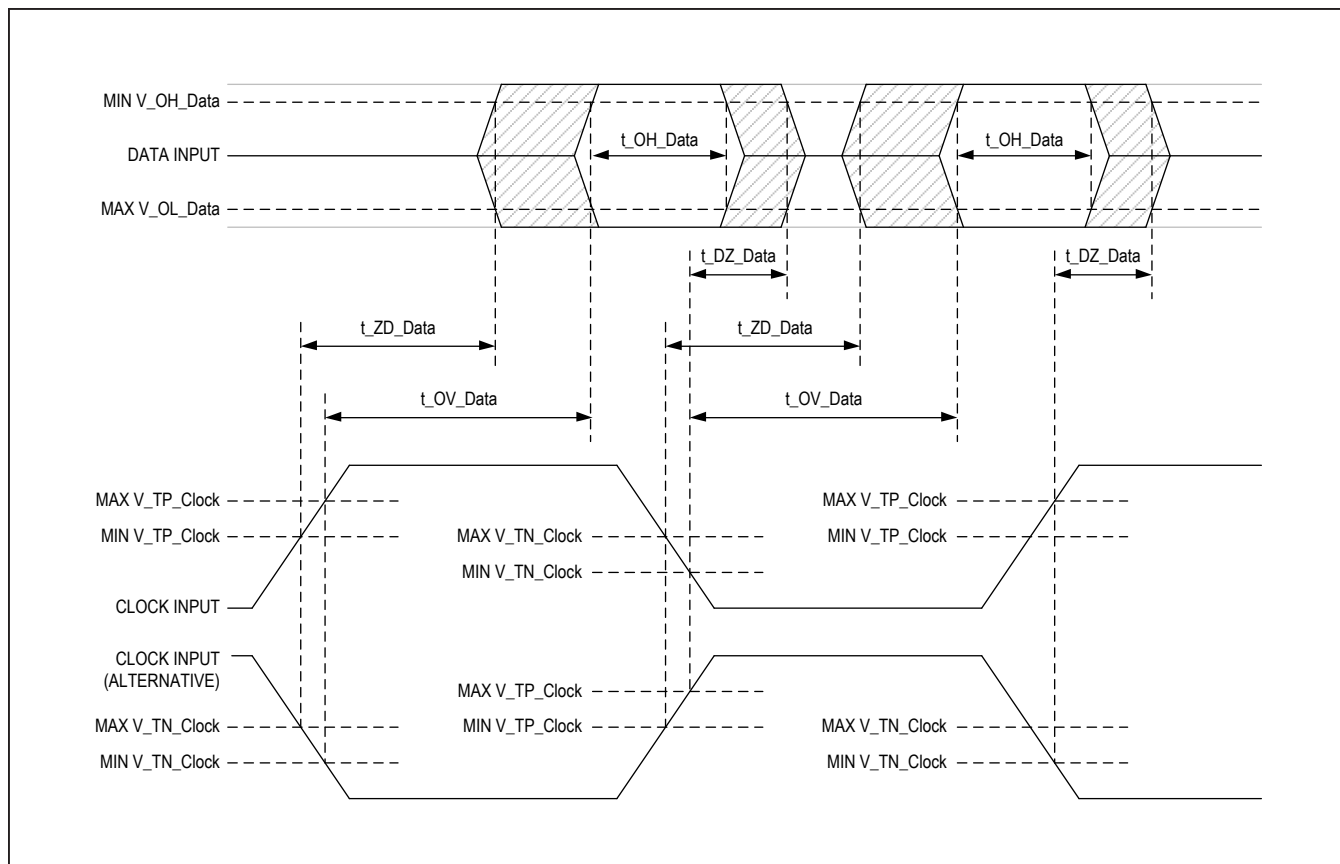 MIN V_OH_Data
DATA INPUT
t_OH_Data
t_OH_Data
MAX V_OL_Data
t_DZ_Data
t_DZ_Data
t_ZD_Data
t_ZD_Data
t_OV_Data
t_OV_Data
MAX V_TP_Clock
MAX V_TP_Clock
MIN V_TP_Clock
MAX V_TN_Clock
MIN V_TP_Clock
MIN V_TN_Clock
CLOCK INPUT
CLOCK INPUT
(ALTERNATIVE)
MAX V_TP_Clock
MAX V_TN_Clock
MIN V_TP_Clock
MAX V_TN_Clock
MIN V_TN_Clock
MIN V_TN_Clock